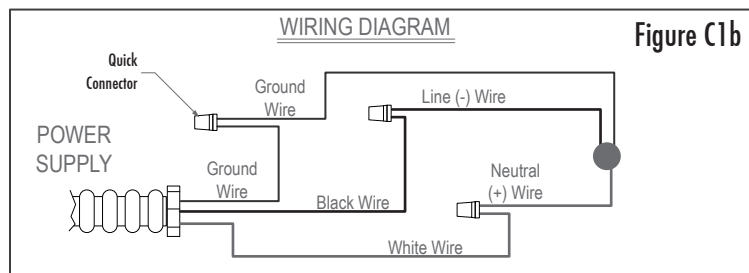 WIRING DIAGRAM
Figure C1b
Quick
Connector
Ground
Wire
Line (-) Wire
POWER
SUPPLY
Ground
Wire
Neutral
(+) Wire
Black Wire
White Wire